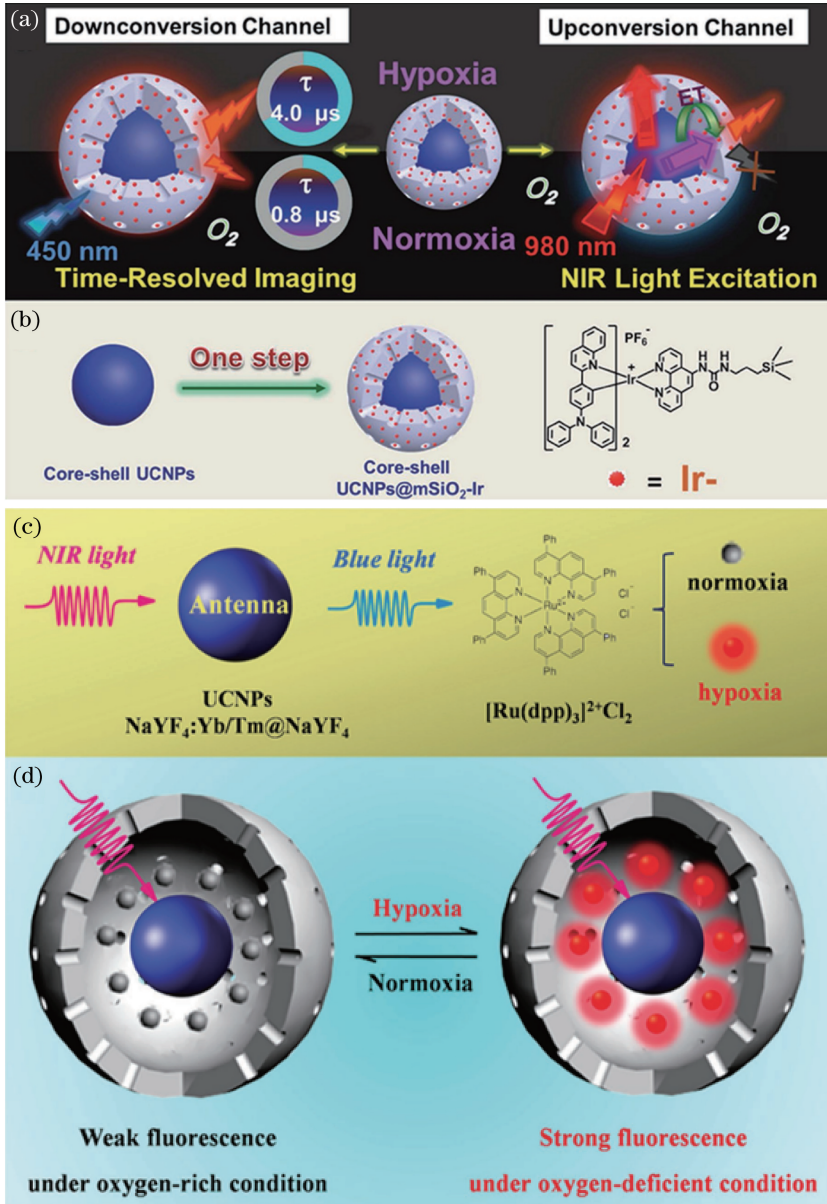 (a)
Downconversion Channel
Upconversion Channel
Hypoxia
τ
4.0 μs
ET
τ
0.8 μs
O2
O2
O2
450 nm
Normoxia
980 nm
Time-Resolved Imaging
NIR Light Excitation
(b)
One step
Core-shell UCNPs
Core-shell
UCNPs@mSiO2-Ir
PF6-
N
+
Ir
N
N
N
H
N
H
N
O
Si
N
2
= Ir-
(c)
NIR light
Blue light
Antenna
UCNPs
NaYF4:Yb/Tm@NaYF4
Ph
Ph
Ph
Ph
Ph
Ph
N
N
N
N
N
N
Ru2+
Cl-
Cl-
[Ru(dpp)3]2+Cl2
normoxia
hypoxia
(d)
Hypoxia
Normoxia
Weak fluorescence
under oxygen-rich condition
Strong fluorescence
under oxygen-deficient condition